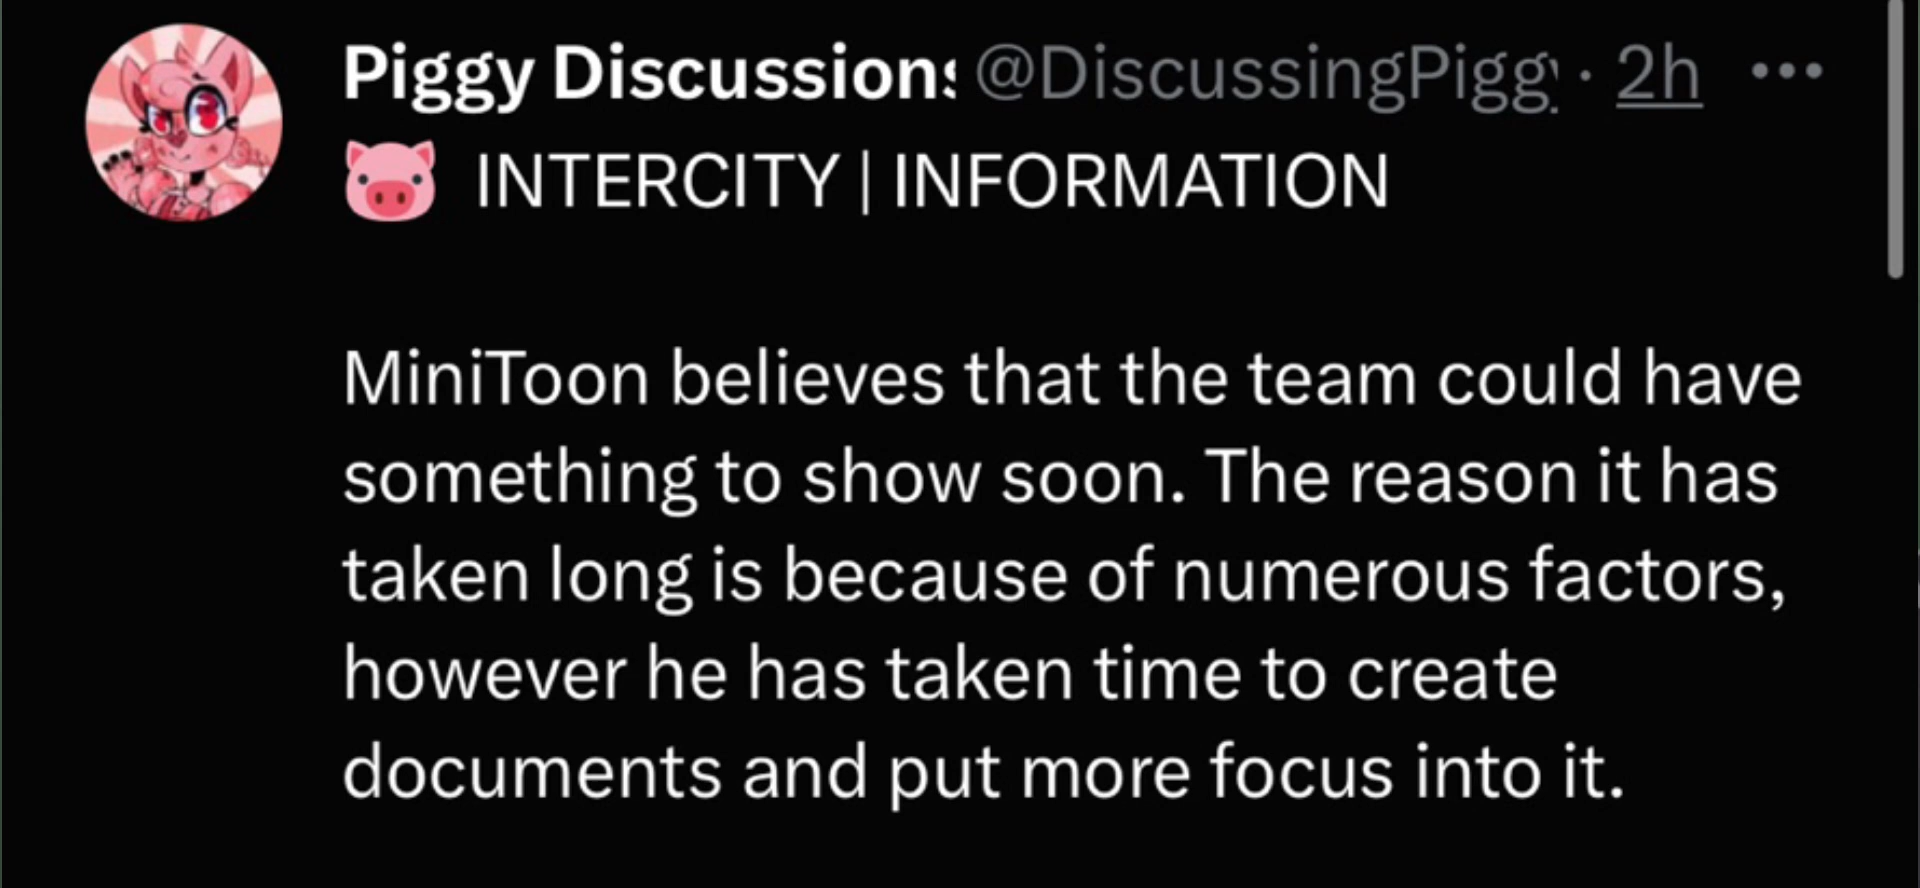 Piggy Discussions @DiscussingPiggy · 2h ...
🐷 INTERCITY | INFORMATION
MiniToon believes that the team could have
something to show soon. The reason it has
taken long is because of numerous factors,
however he has taken time to create
documents and put more focus into it.